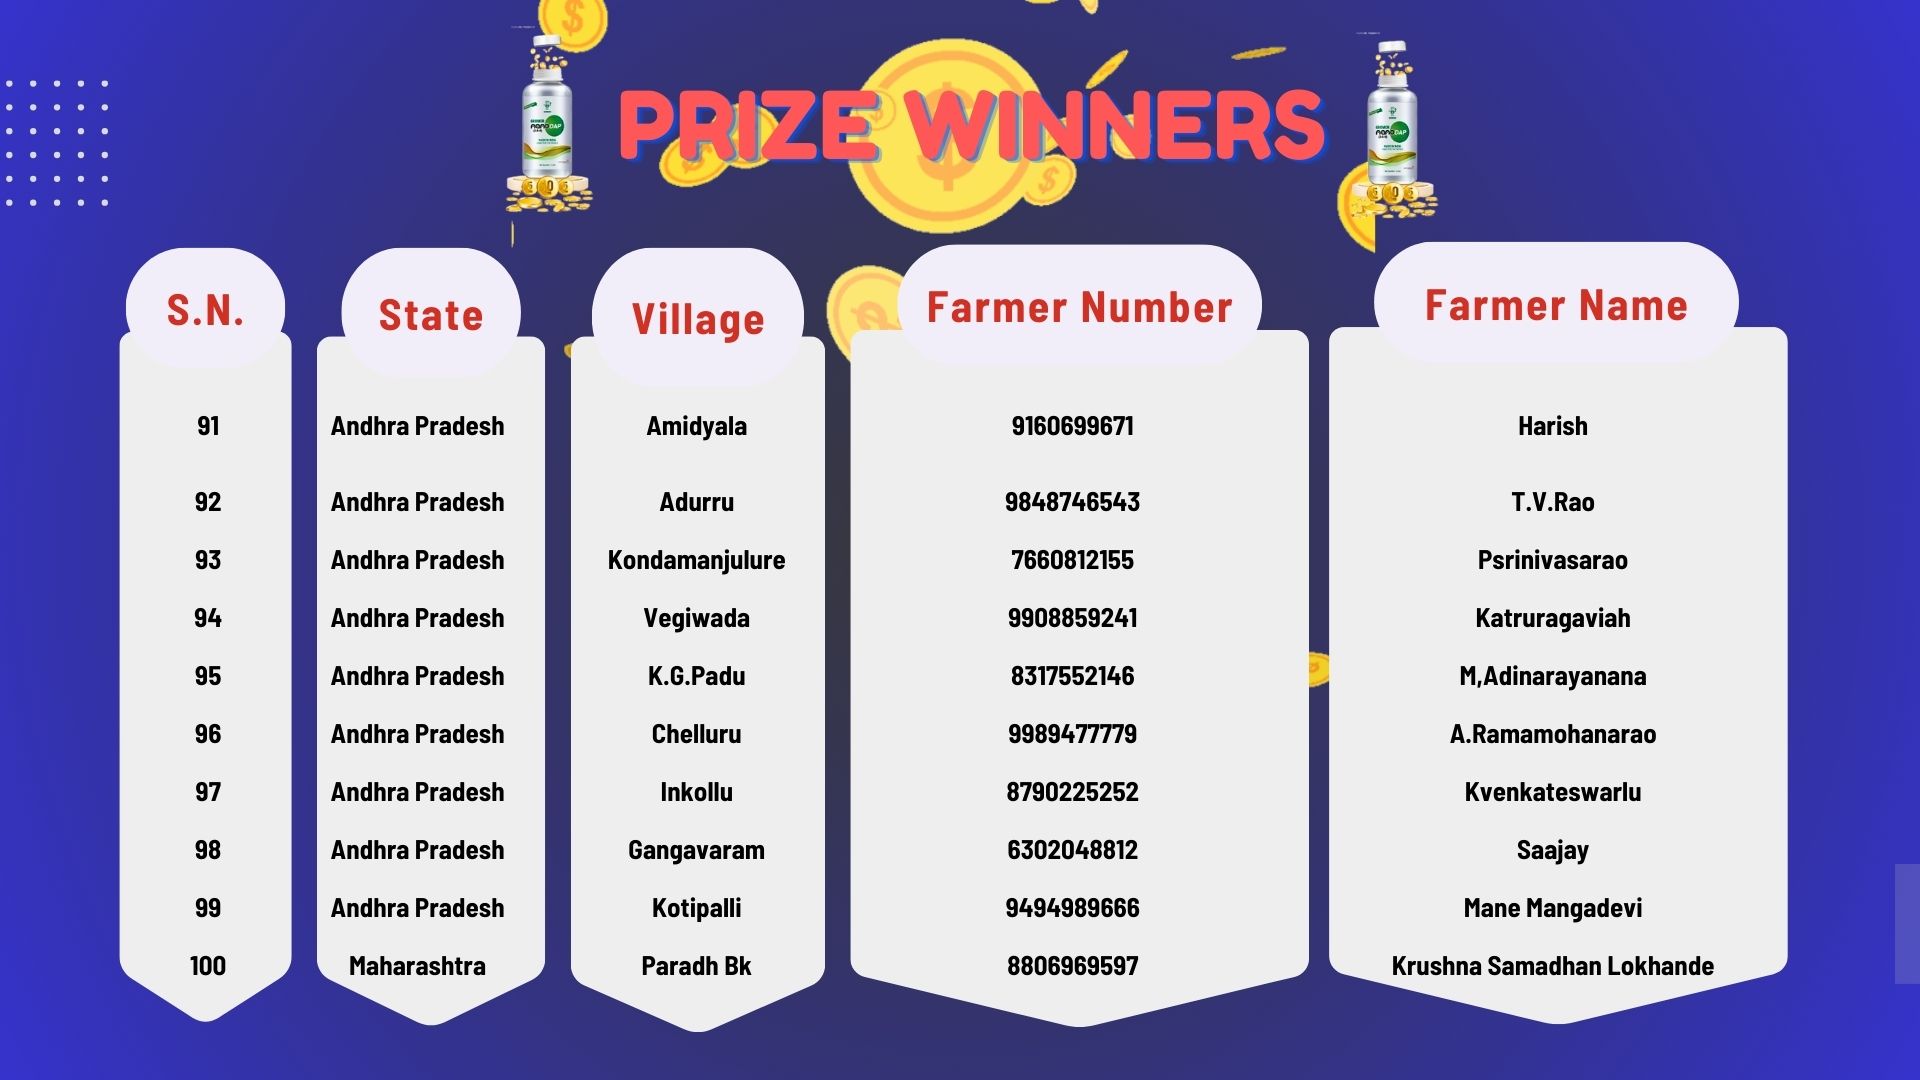 PRIZE WINNERS
S.N. State Village Farmer Number Farmer Name
91 Andhra Pradesh Amidyala 9160699671 Harish
92 Andhra Pradesh Adurru 9848746543 T.V.Rao
93 Andhra Pradesh Kondamanjulure 7660812155 Psrinivasarao
94 Andhra Pradesh Vegiwada 9908859241 Katruragaviah
95 Andhra Pradesh K.G.Padu 8317552146 M,Adinarayanana
96 Andhra Pradesh Chelluru 9989477779 A.Ramamohanarao
97 Andhra Pradesh Inkollu 8790225252 Kvenkateswarlu
98 Andhra Pradesh Gangavaram 6302048812 Saajay
99 Andhra Pradesh Kotipalli 9494989666 Mane Mangadevi
100 Maharashtra Paradh Bk 8806969597 Krushna Samadhan Lokhande